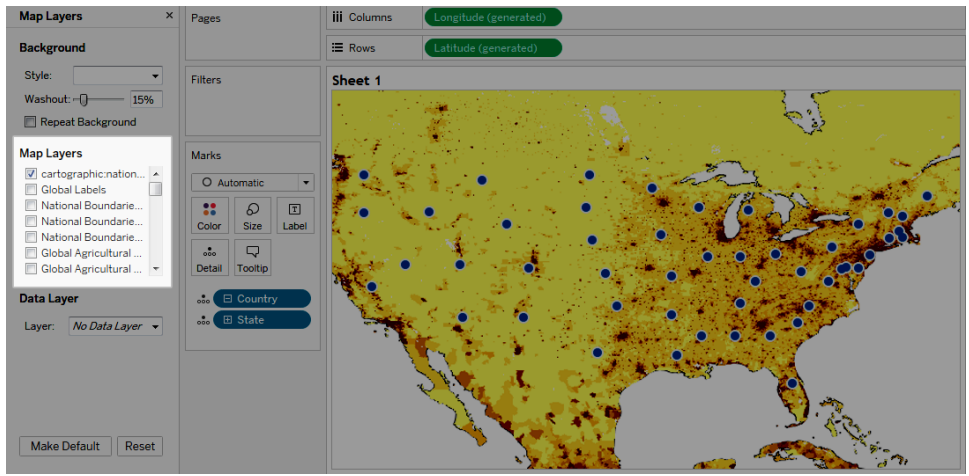 Map Layers ×
Background
Style:
Washout: 15%
Repeat Background
Map Layers
cartographic:nation...
Global Labels
National Boundarie...
National Boundarie...
National Boundarie...
Global Agricultural ...
Global Agricultural ...
Data Layer
Layer: No Data Layer
Make Default Reset
Pages
Filters
Marks
Automatic
Color Size Label
Detail Tooltip
Country
State
Columns Longitude (generated)
Rows Latitude (generated)
Sheet 1